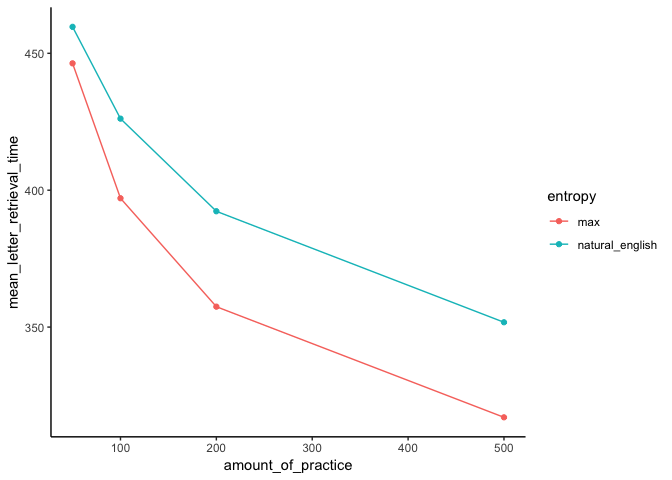 mean_letter_retrieval_time
450
400
350
100 200 300 400 500
amount_of_practice
entropy
max
natural_english